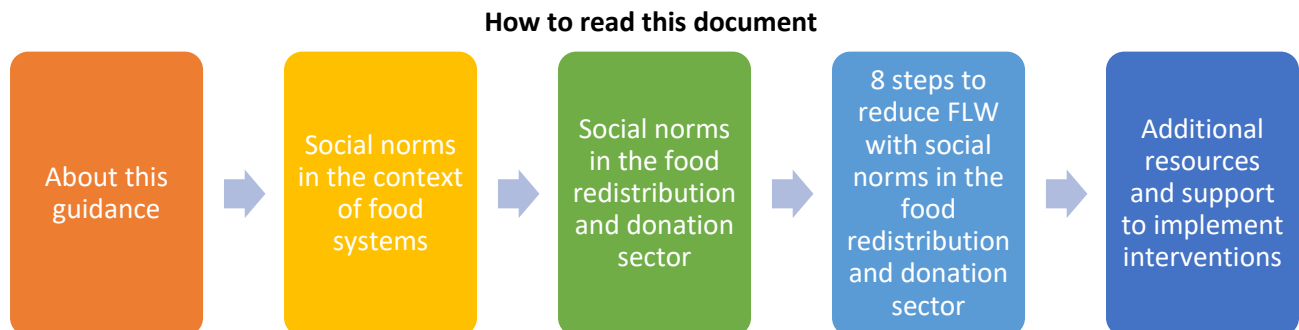 How to read this document
About this
guidance
Social norms
in the context
of food
systems
Social norms
in the food
redistribution
and donation
sector
8 steps to
reduce FLW
with social
norms in the
food
redistribution
and donation
sector
Additional
resources
and support
to implement
interventions